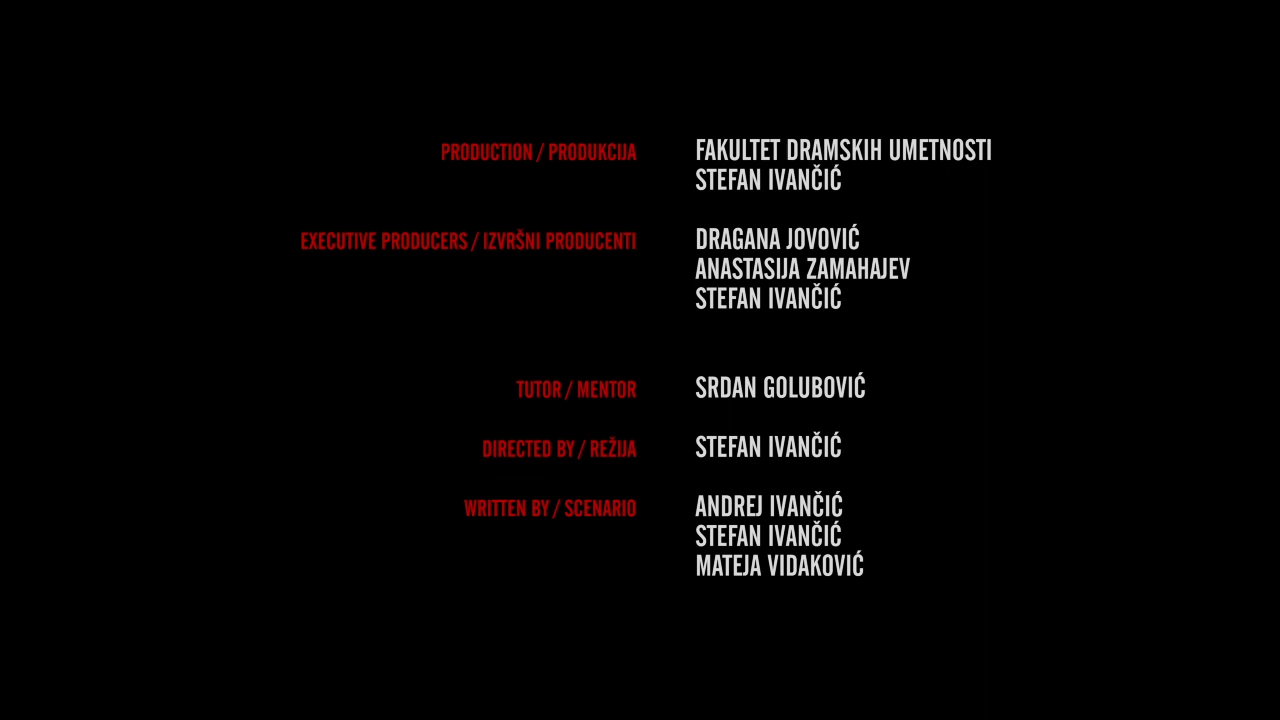 PRODUCTION / PRODUKCIJA FAKULTET DRAMSKIH UMETNOSTI
STEFAN IVANČIĆ
EXECUTIVE PRODUCERS / IZVRŠNI PRODUCENTI DRAGANA JOVOVIĆ
ANASTASIJA ZAMAHAJEV
STEFAN IVANČIĆ
TUTOR / MENTOR SRDAN GOLUBOVIĆ
DIRECTED BY / REŽIJA STEFAN IVANČIĆ
WRITTEN BY / SCENARIO ANDREJ IVANČIĆ
STEFAN IVANČIĆ
MATEJA VIDAKOVIĆ